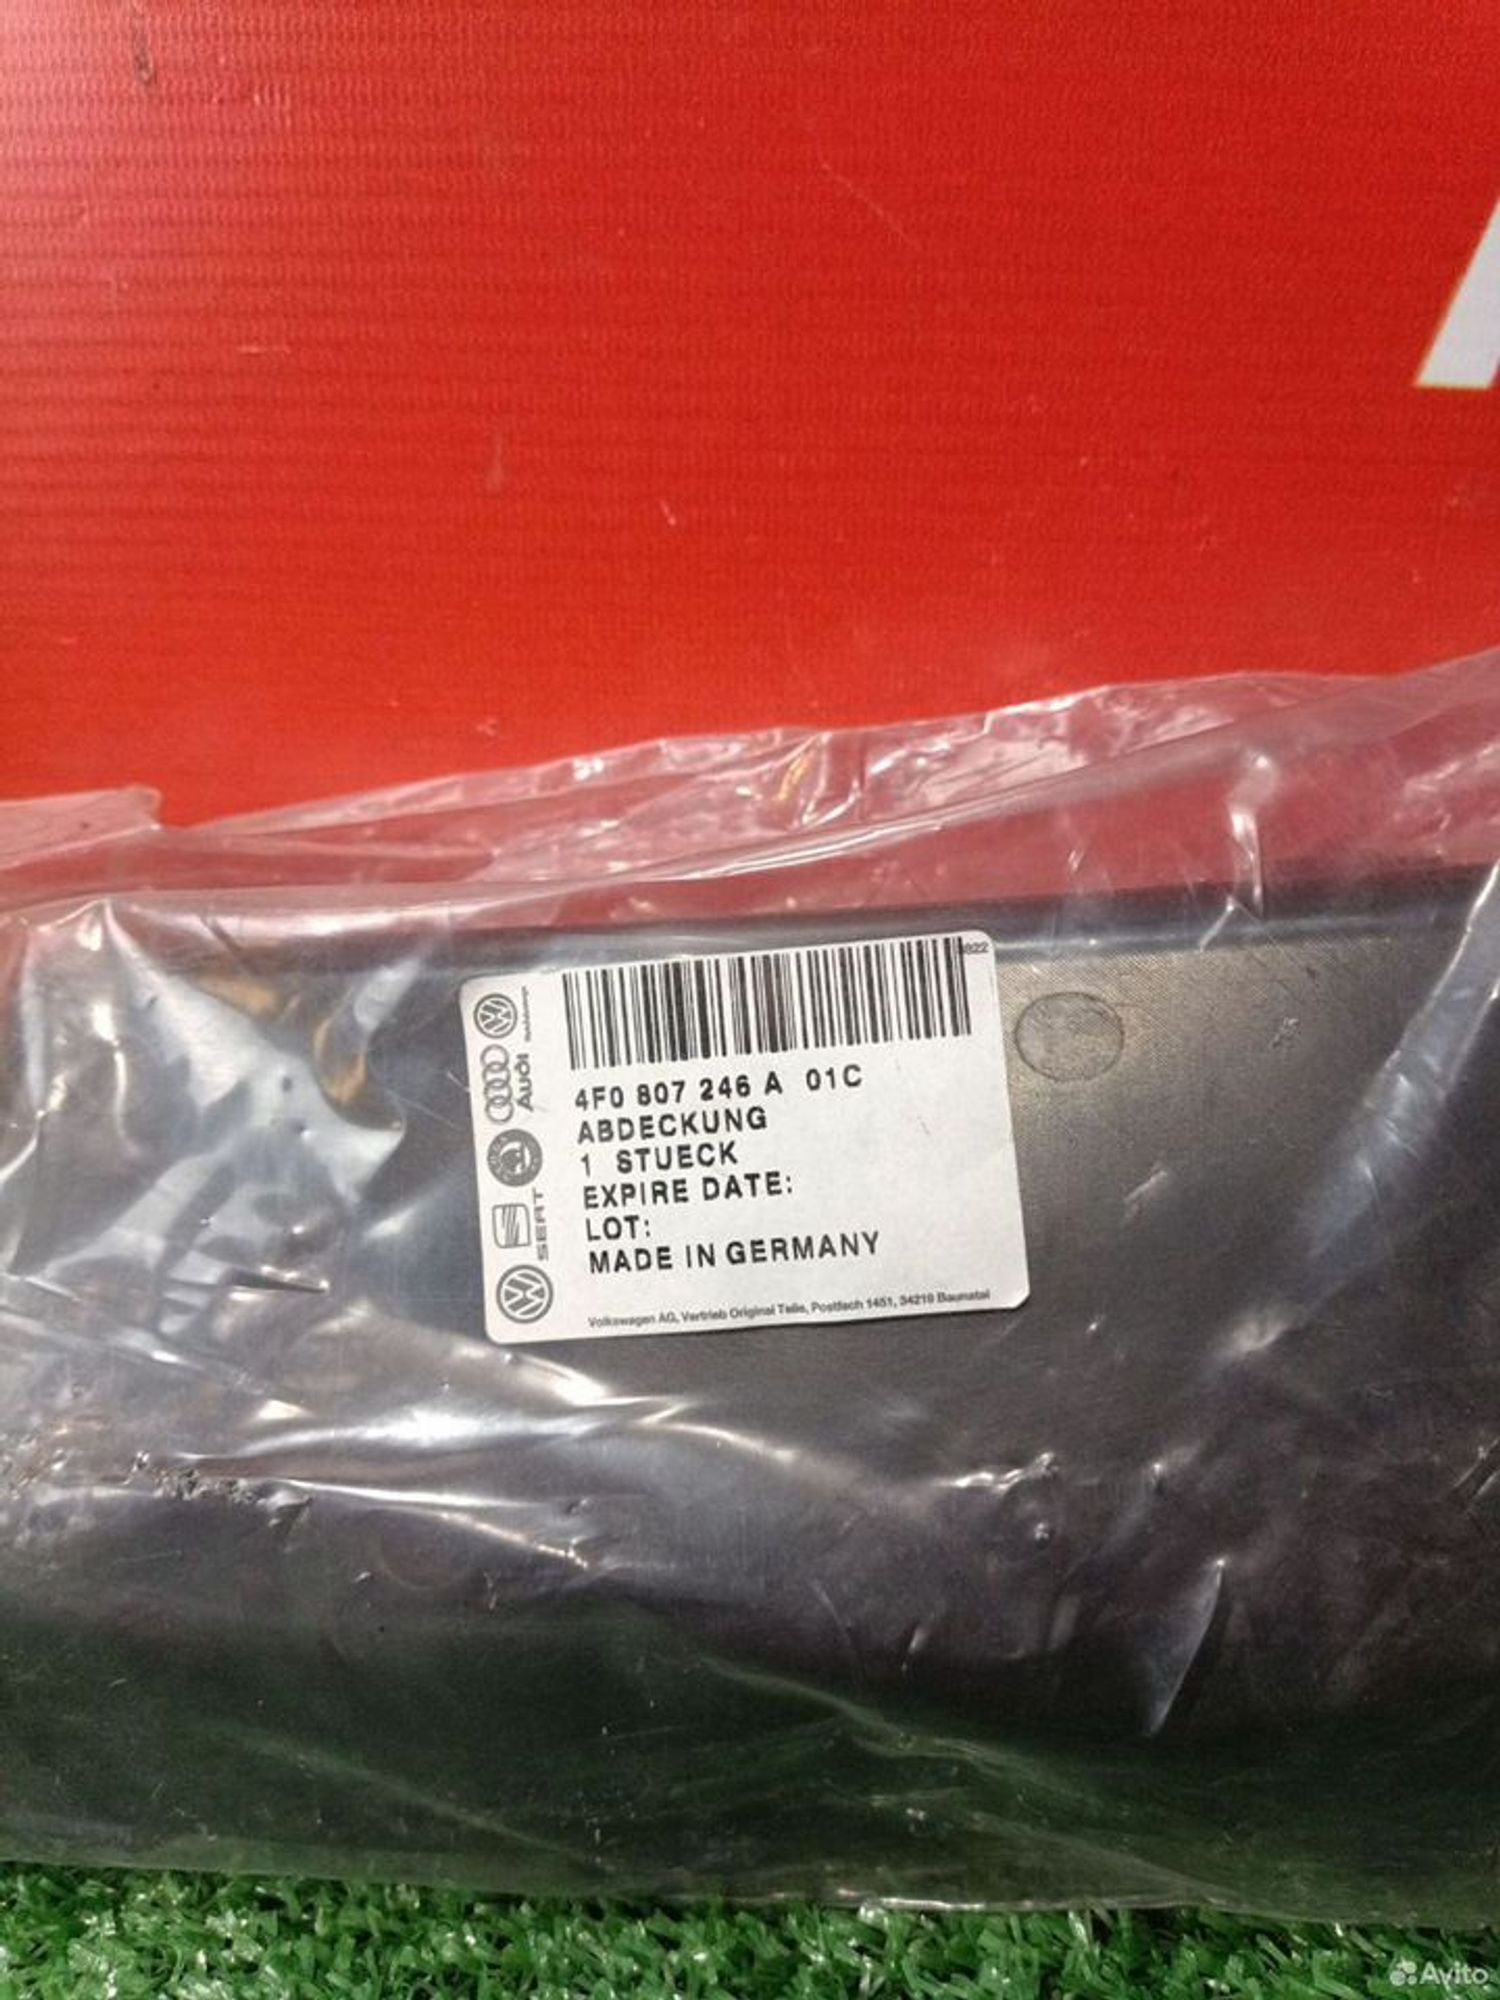 822
4F0 807 246 A 01C
ABDECKUNG
1 STUECK
EXPIRE DATE:
LOT:
MADE IN GERMANY
Volkswagen AG, Vertrieb Original Teile, Postfach 1451, 34219 Baunatal
Audi
SEAT
Avito